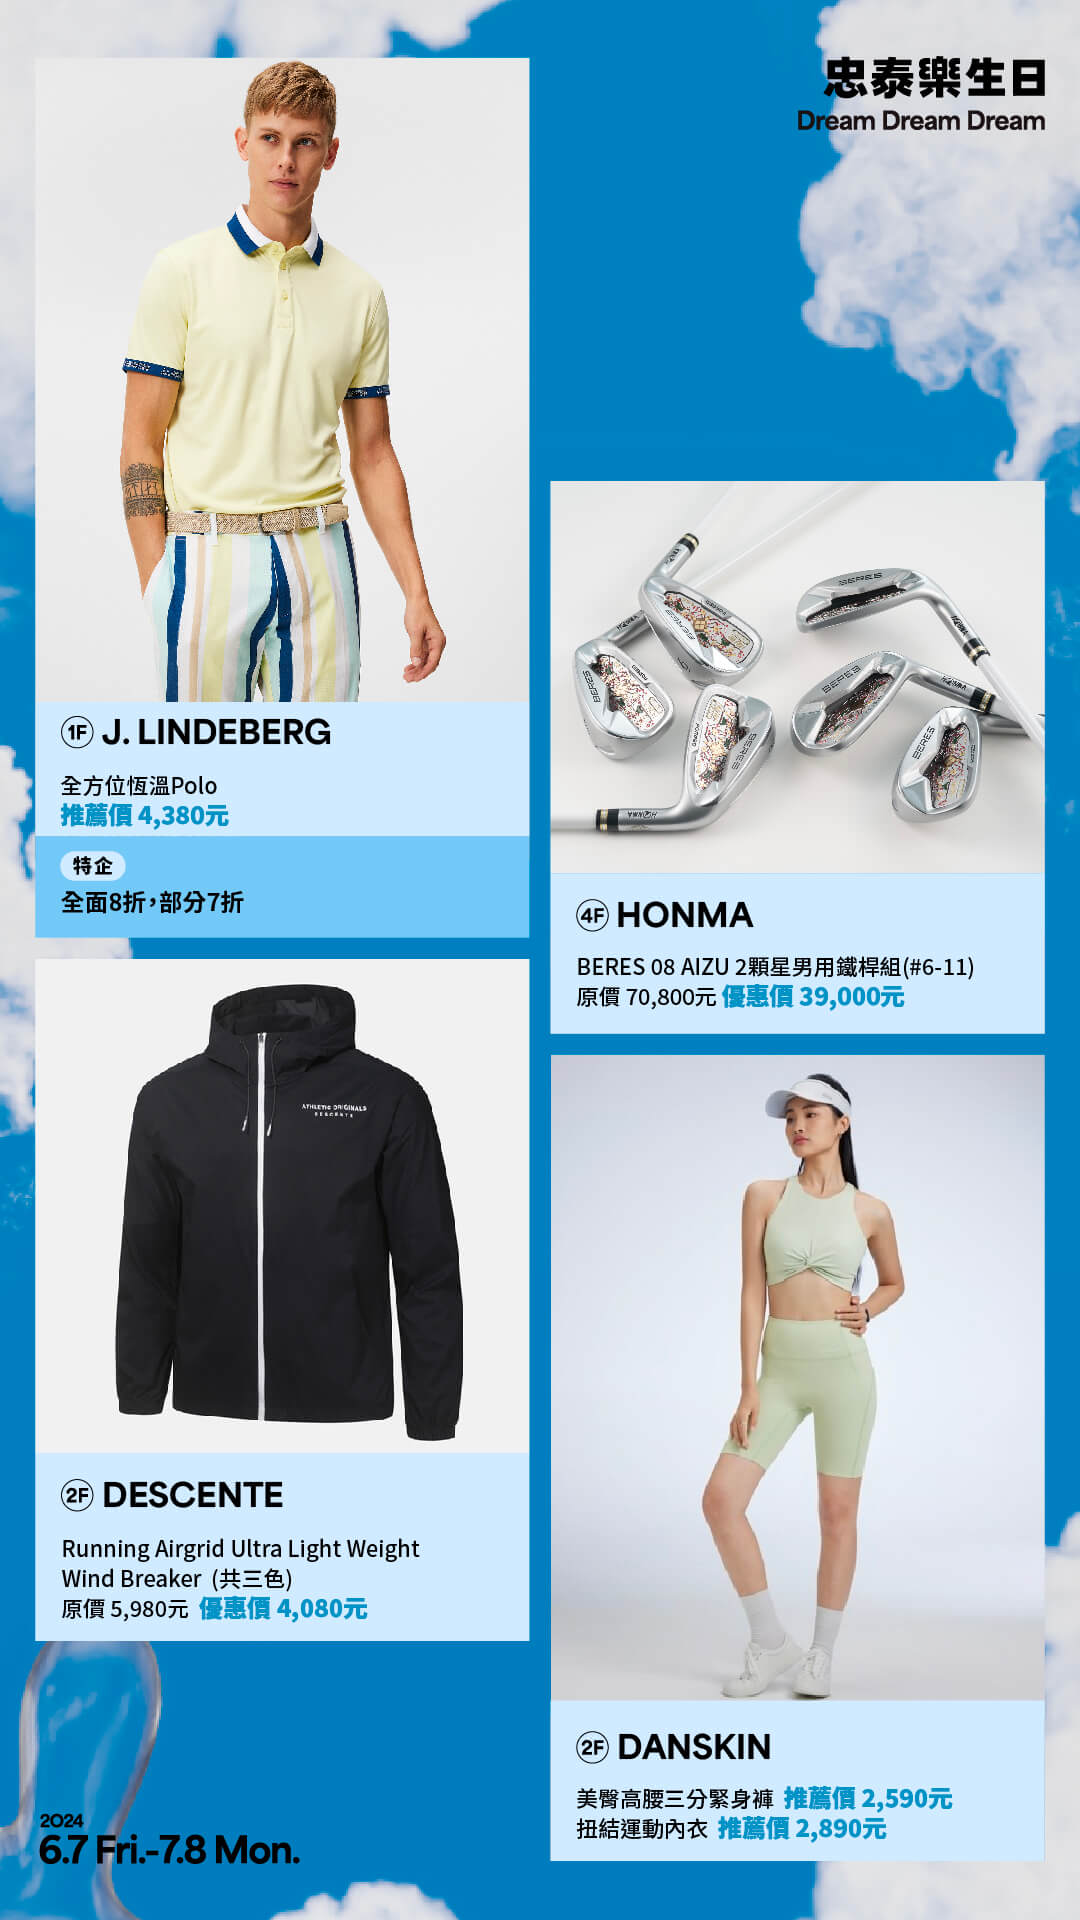 忠泰樂生日
Dream Dream Dream
1F J. LINDEBERG
全方位恆溫Polo
推薦價 4,380元
特企
全面8折，部分7折
BERES
HONMA
4F HONMA
BERES 08 AIZU 2顆星男用鐵桿組(#6-11)
原價 70,800元 優惠價 39,000元
ATHLETIC ORIGINALS
DESCENTE
2F DESCENTE
Running Airgrid Ultra Light Weight
Wind Breaker (共三色)
原價 5,980元 優惠價 4,080元
2F DANSKIN
美臀高腰三分緊身褲 推薦價 2,590元
扭結運動內衣 推薦價 2,890元
2024
6.7 Fri.-7.8 Mon.